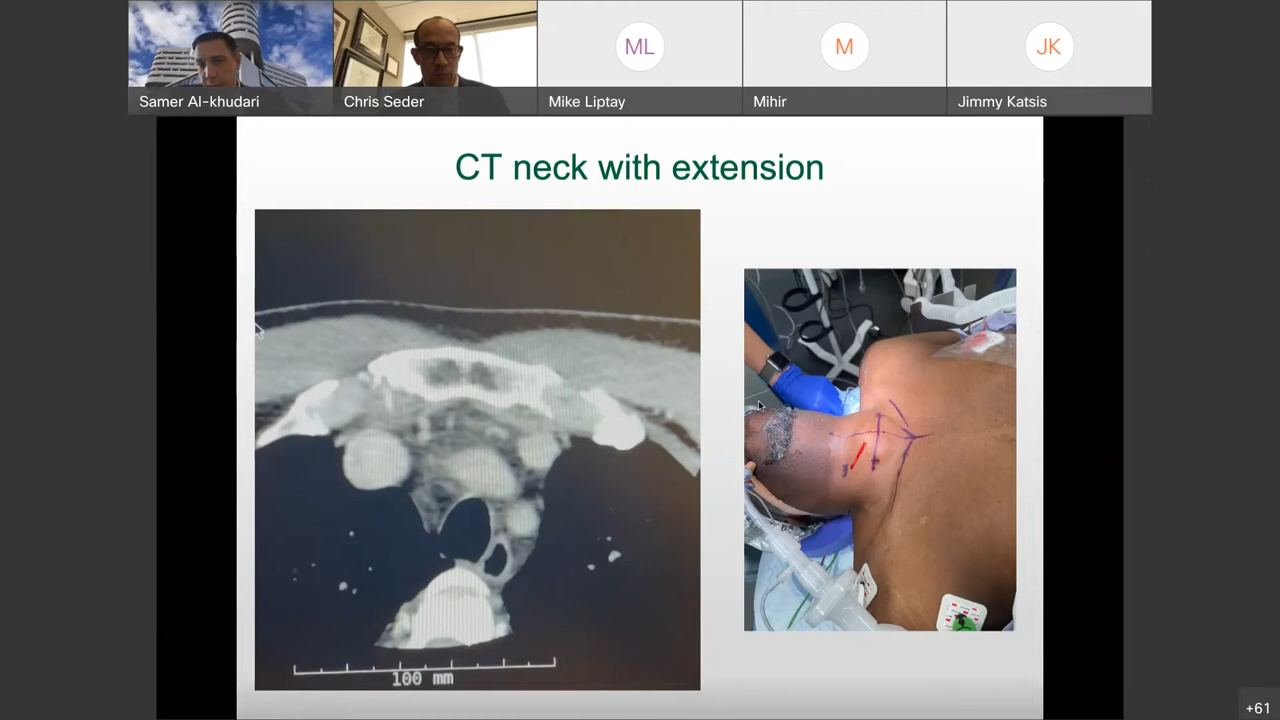 Samer Al-khudari
Chris Seder
ML
Mike Liptay
M
Mihir
JK
Jimmy Katsis
CT neck with extension
100 mm
+61